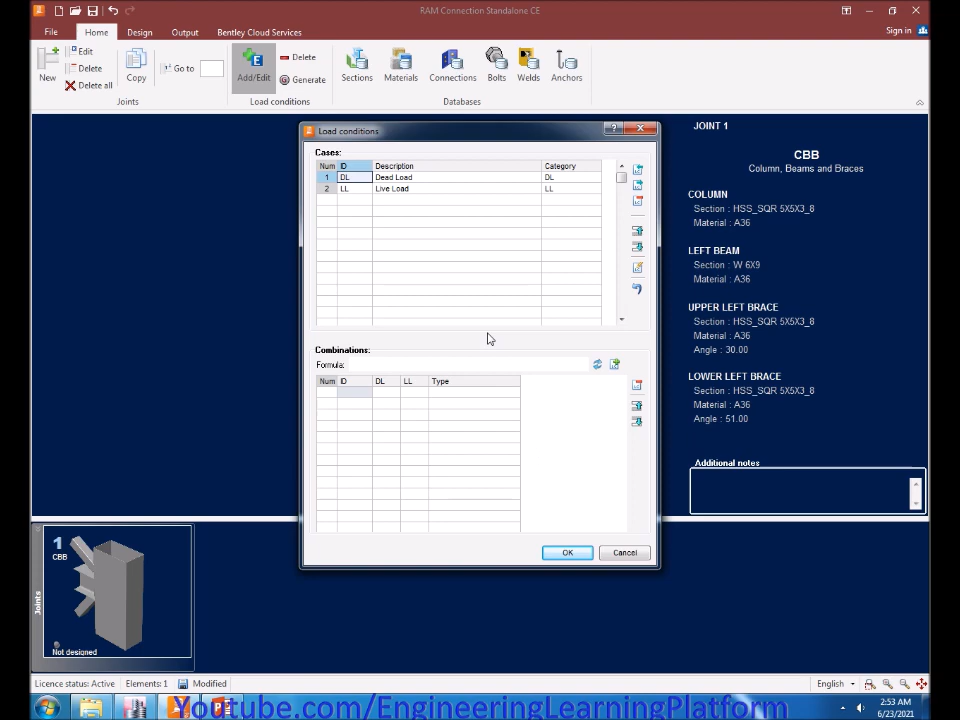 RAM Connection Standalone CE
File Home Design Output Bentley Cloud Services Sign in
New Edit Delete Delete all Copy Go to Add/Edit Delete Generate Sections Materials Connections Bolts Welds Anchors
Joints Load conditions Databases
Load conditions
Cases:
Num ID Description Category
1 DL Dead Load DL
2 LL Live Load LL
Combinations:
Formula:
Num ID DL LL Type
OK Cancel
JOINT 1
CBB
Column, Beams and Braces
COLUMN
Section : HSS_SQR 5X5X3_8
Material : A36
LEFT BEAM
Section : W 6X9
Material : A36
UPPER LEFT BRACE
Section : HSS_SQR 5X5X3_8
Material : A36
Angle : 30.00
LOWER LEFT BRACE
Section : HSS_SQR 5X5X3_8
Material : A36
Angle : 51.00
Additional notes
Joints
1
CBB
Not designed
Licence status: Active Elements: 1 Modified English
Youtube.com/EngineeringLearningPlatform
2:53 AM
6/23/2021